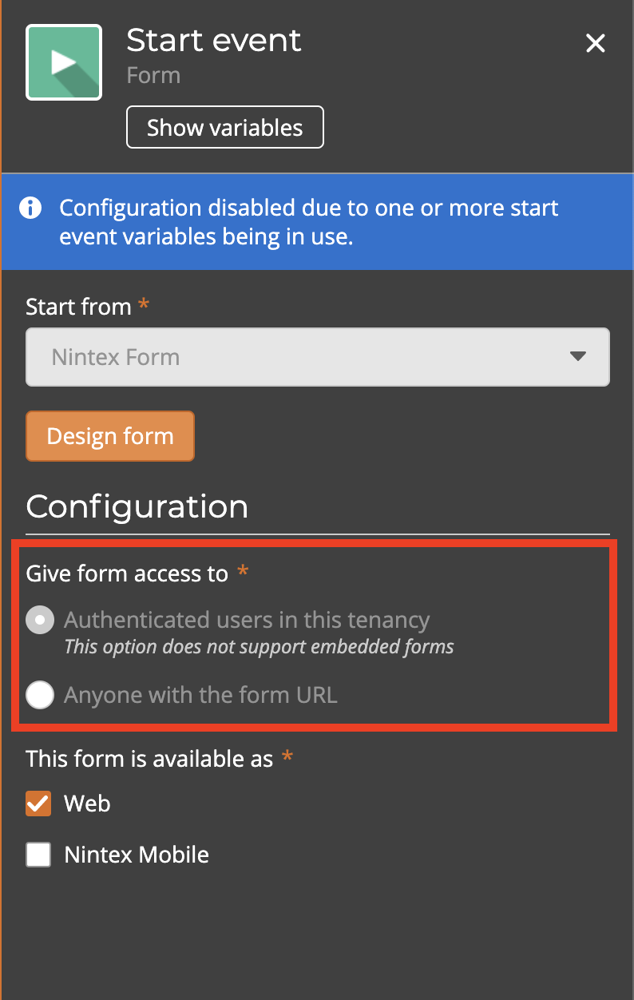 Start event
Form
Show variables
Configuration disabled due to one or more start
event variables being in use.
Start from *
Nintex Form
Design form
Configuration
Give form access to *
Authenticated users in this tenancy
This option does not support embedded forms
Anyone with the form URL
This form is available as *
Web
Nintex Mobile